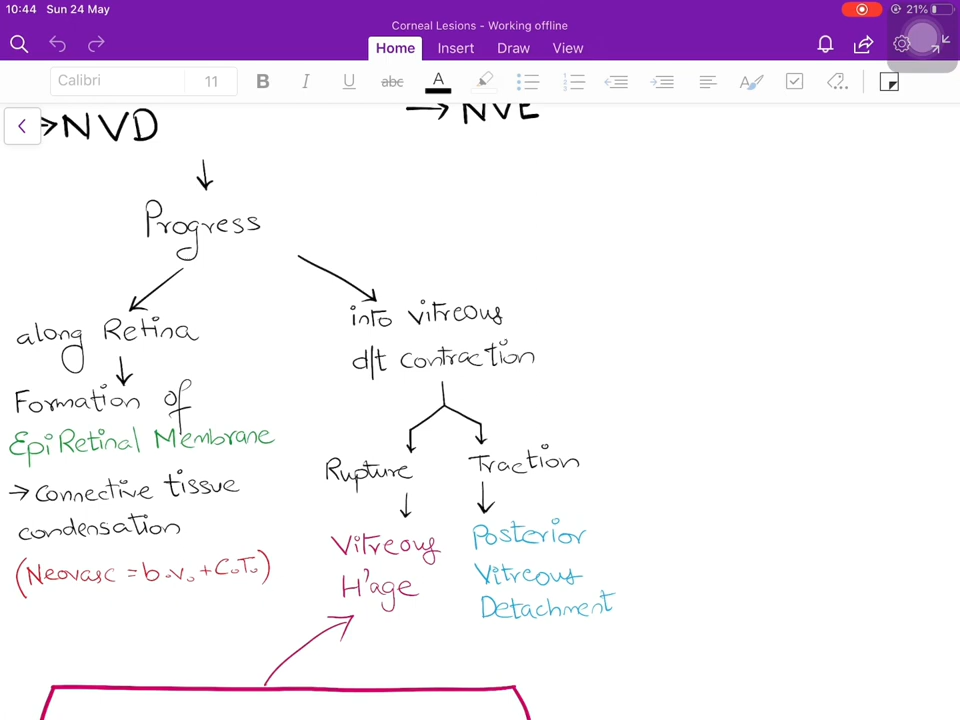 10:44 Sun 24 May
21%
Corneal Lesions - Working offline
Home Insert Draw View
Calibri 11 B I U abc A
→ NVD
→ NVE
Progress
along Retina
Formation of
EpiRetinal Membrane
→ Connective tissue
condensation
(Neovasc = b.v. + C.T.)
into vitreous
d/t contraction
Rupture
Vitreous
H'age
Traction
Posterior
Vitreous
Detachment